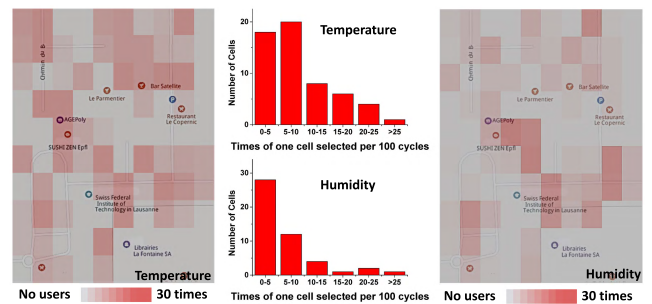 Chemin de B
Le Parmentier
Bar Satellite
P
Restaurant
Le Copernic
AGEPoly
SUSHI ZEN Epfl
Swiss Federal
Institute of
Technology in Lausanne
Librairies
La Fontaine SA
Temperature
No users
30 times
Temperature
Number of Cells
20
15
10
5
0
0-5 5-10 10-15 15-20 20-25 >25
Times of one cell selected per 100 cycles
Humidity
Number of Cells
30
20
10
0
0-5 5-10 10-15 15-20 20-25 >25
Times of one cell selected per 100 cycles
Chemin de B
Le Parmentier
Bar Satellite
P
Restaurant
Le Copernic
AGEPoly
SUSHI ZEN Epfl
Swiss Federal
Institute of
Technology in Lausanne
Librairies
La Fontaine SA
Humidity
No users
30 times